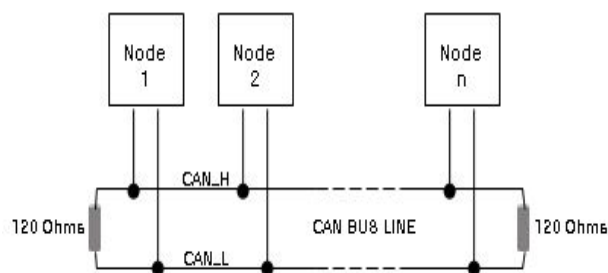 Node
1
Node
2
Node
n
CAN_H
120 Ohms
CAN BUS LINE
120 Ohms
CAN_L